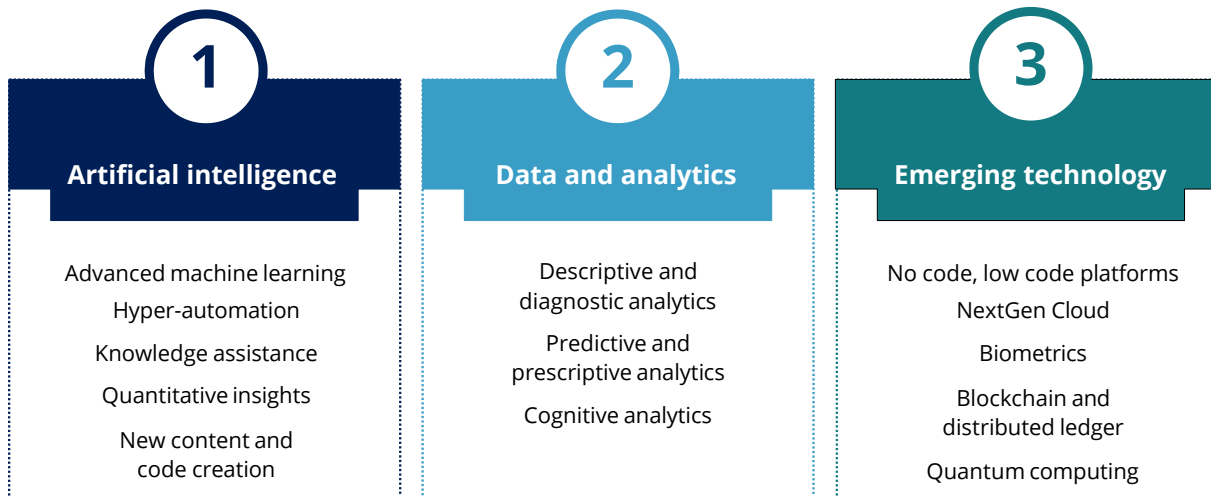 1
Artificial intelligence
Advanced machine learning
Hyper-automation
Knowledge assistance
Quantitative insights
New content and
code creation
2
Data and analytics
Descriptive and
diagnostic analytics
Predictive and
prescriptive analytics
Cognitive analytics
3
Emerging technology
No code, low code platforms
NextGen Cloud
Biometrics
Blockchain and
distributed ledger
Quantum computing